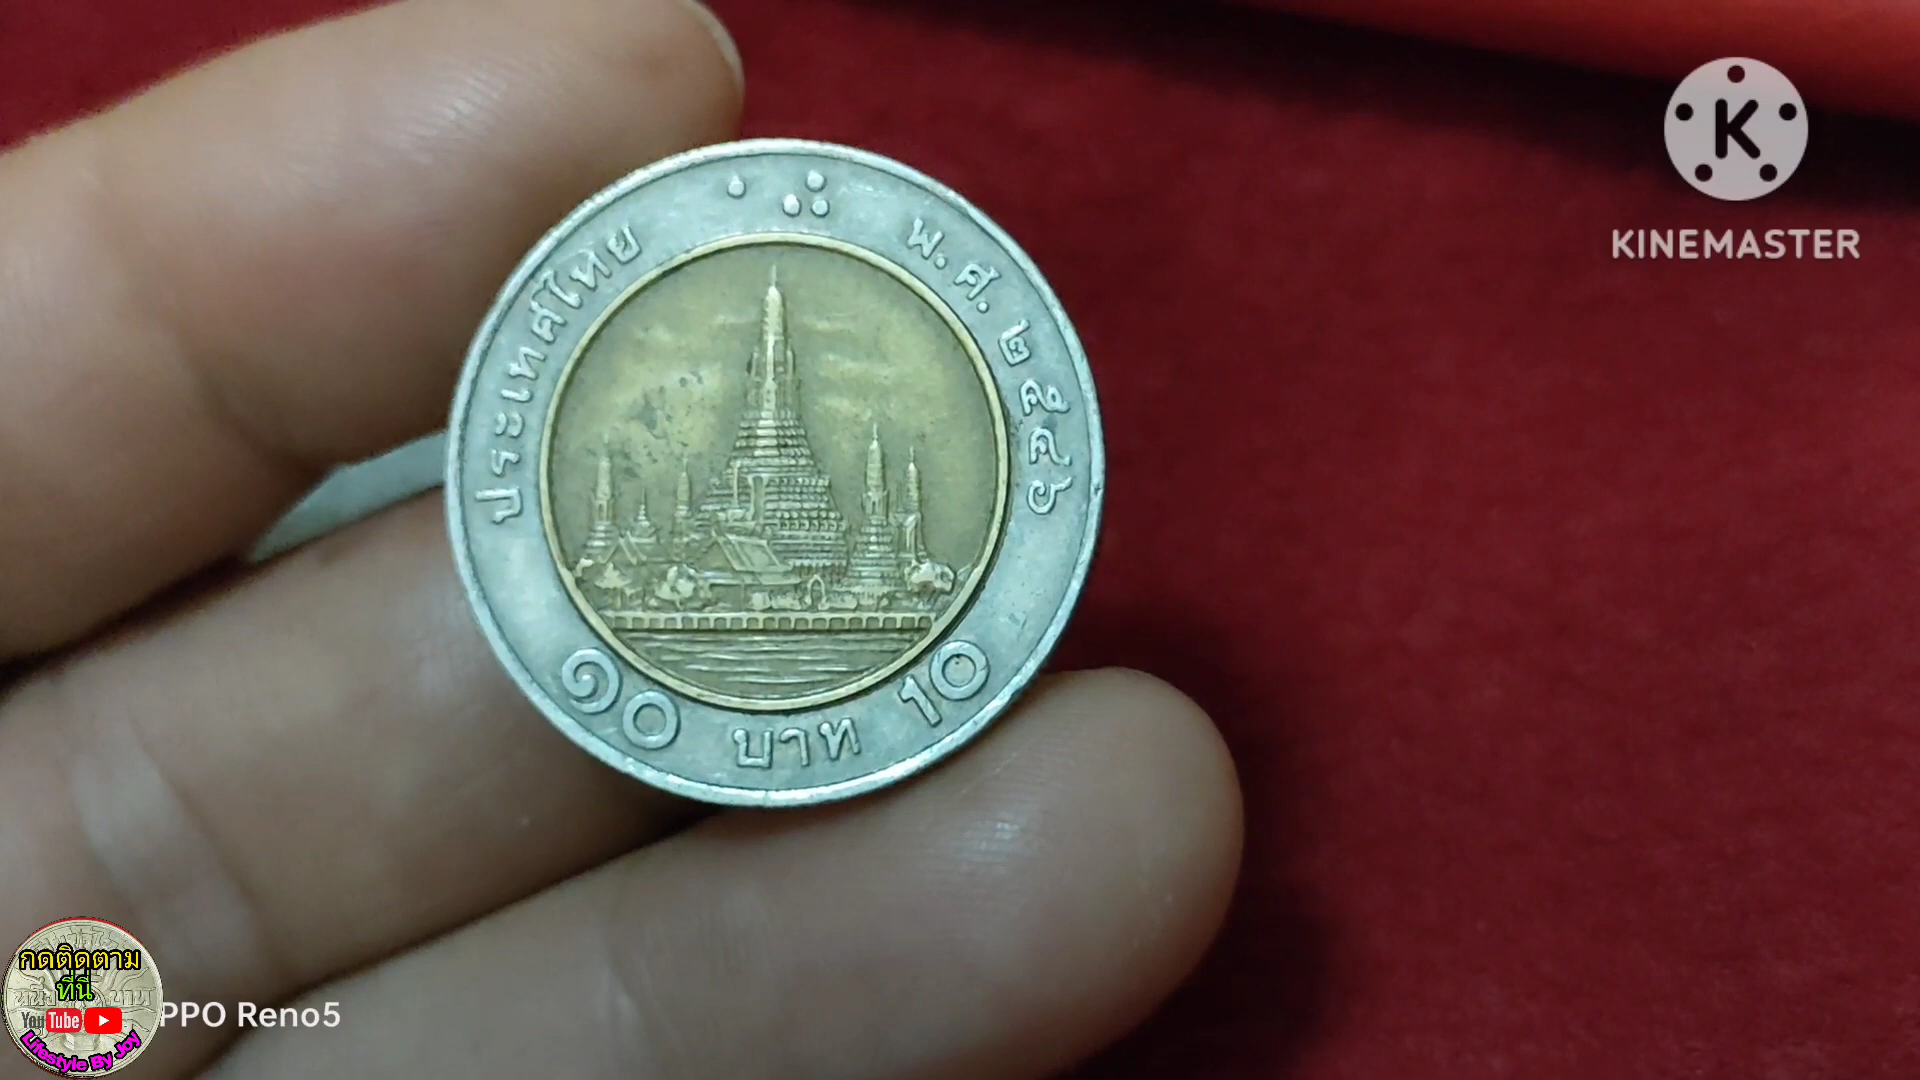 ประเทศไทย
พ.ศ. ๒๕๔๖
๑๐ บาท 10
K
KINEMASTER
กดติดตาม
ที่นี่
YouTube
Lifestyle By Joy
PPO Reno5